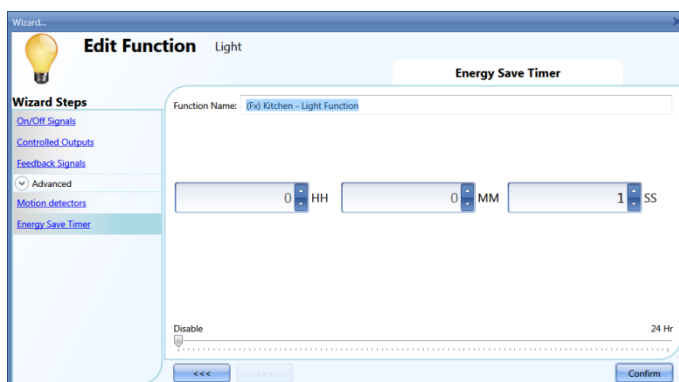 Wizard...
Edit Function Light
Energy Save Timer
Wizard Steps
On/Off Signals
Controlled Outputs
Feedback Signals
Advanced
Motion detectors
Energy Save Timer
Function Name: (Fx) Kitchen - Light Function
0 HH 0 MM 1 SS
Disable 24 Hr
<<< >>> Confirm